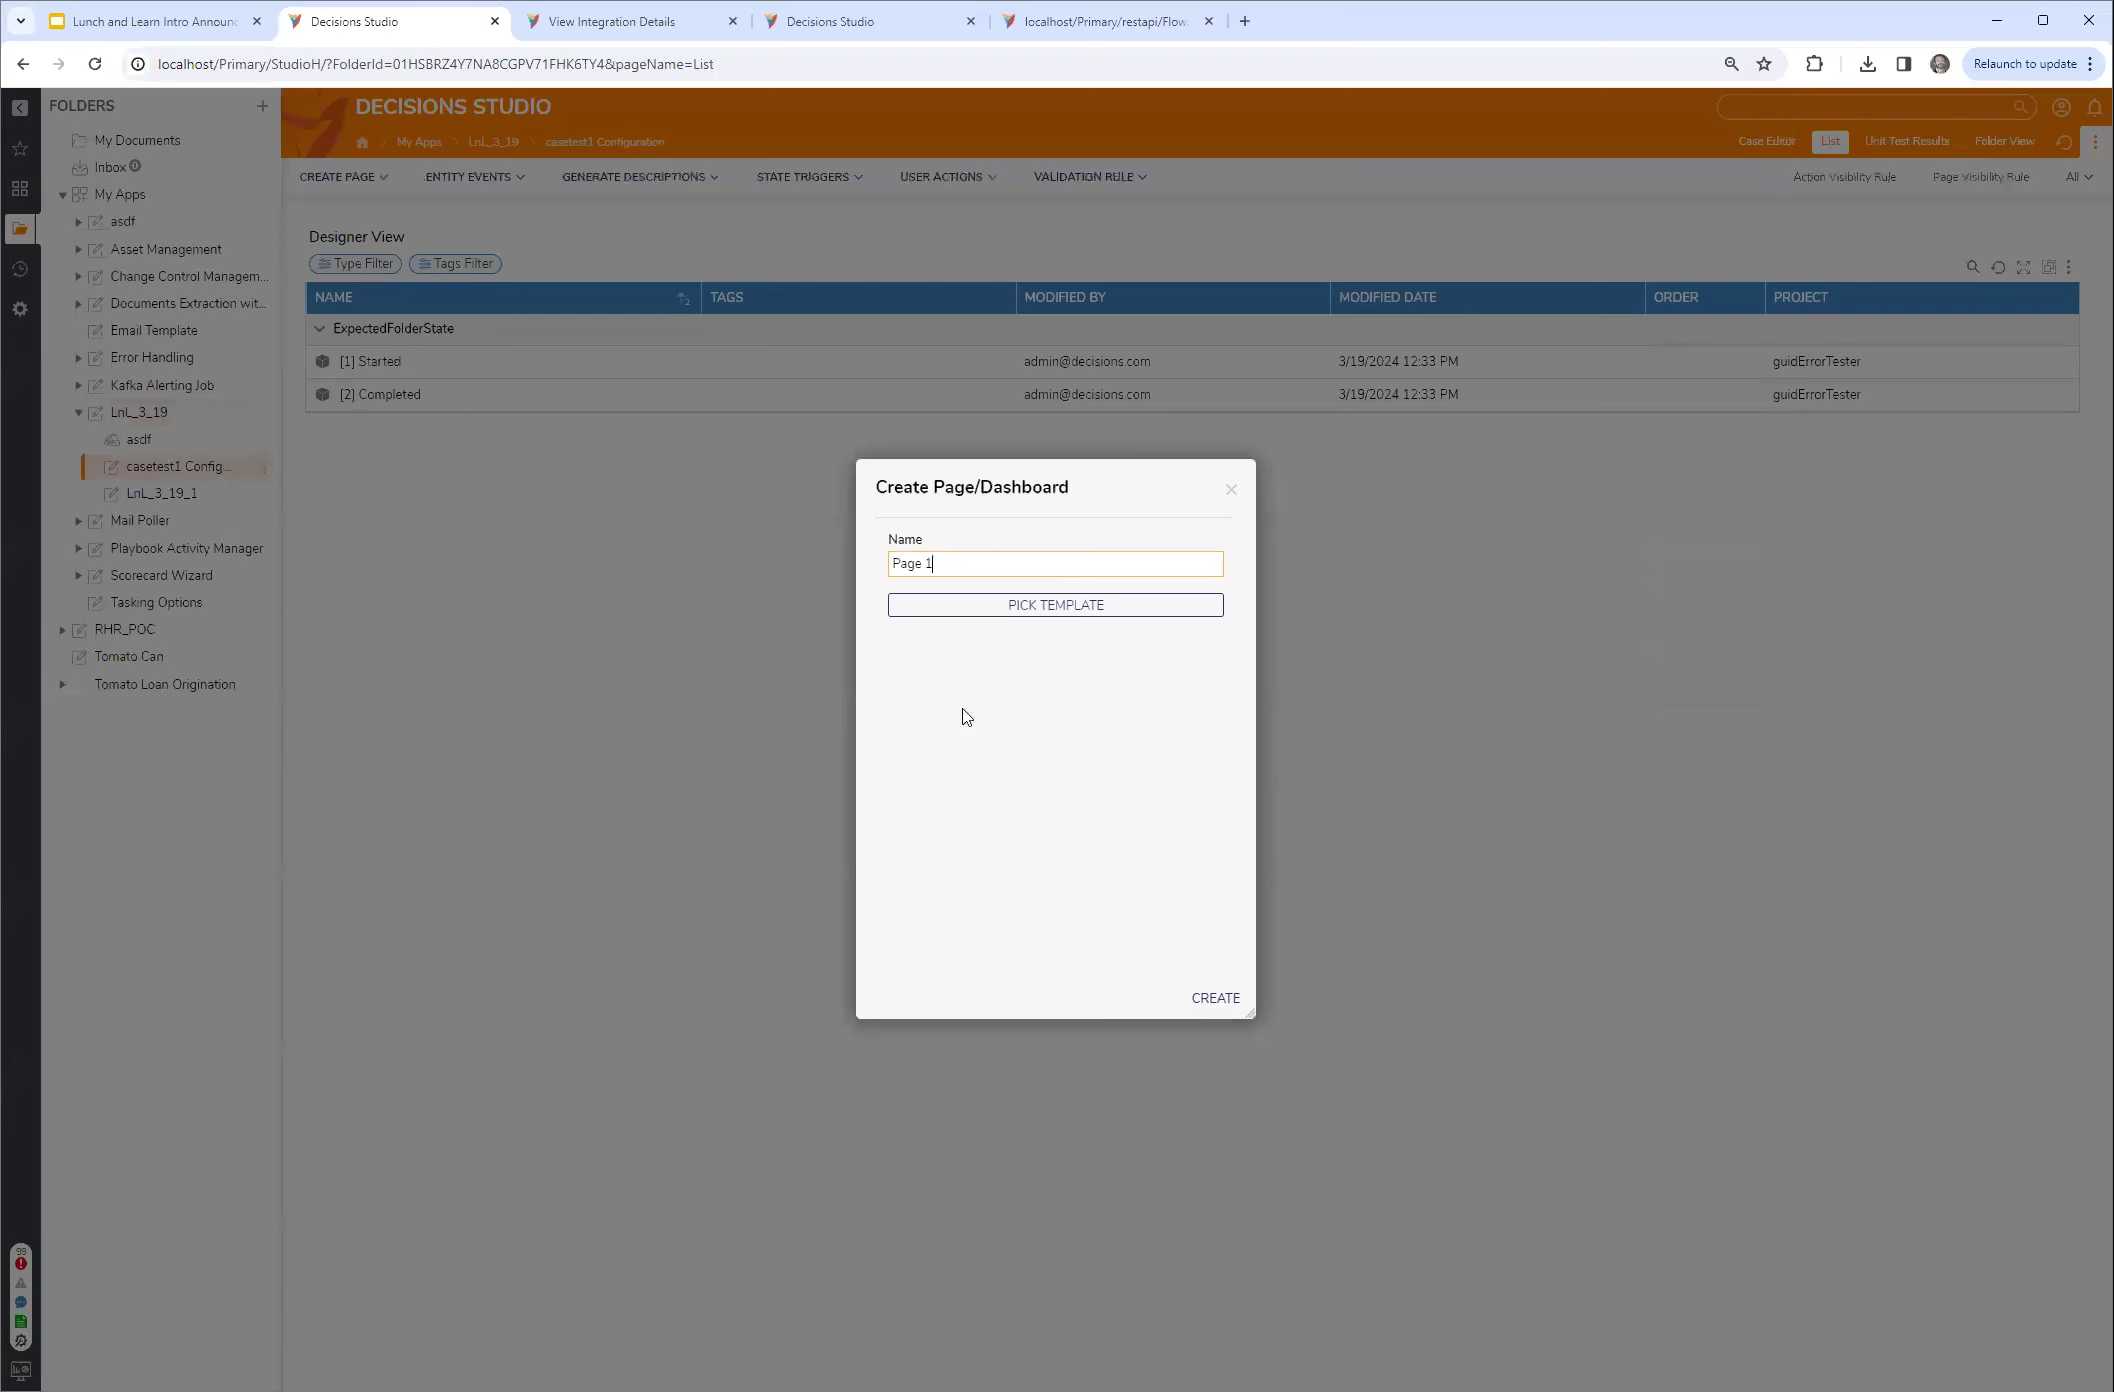 Lunch and Learn Intro Announc
Decisions Studio
View Integration Details
Decisions Studio
localhost/Primary/restapi/Flow
localhost/Primary/StudioH/?FolderId=01HSBRZ4Y7NA8CGPV71FHK6TY4&pageName=List
Relaunch to update
FOLDERS
DECISIONS STUDIO
My Apps
LnL_3_19
casetest1 Configuration
Case Editor
List
Unit Test Results
Folder View
CREATE PAGE
.ENTITY EVENTS
GENERATE DESCRIPTIONS
STATE TRIGGERS
USER ACTIONS
VALIDATION RULE
Action Visibility Rule
Page Visibility Rule
All
My Documents
Inbox 0
My Apps
asdf
Asset Management
Change Control Managem...
Documents Extraction wit...
Email Template
Error Handling
Kafka Alerting Job
LnL_3_19
asdf
casetest1 Config...
LnL_3_19_1
Mail Poller
Playbook Activity Manager
Scorecard Wizard
Tasking Options
RHR_POC
Tomato Can
Tomato Loan Origination
99
Designer View
Type Filter
Tags Filter
NAME TAGS MODIFIED BY MODIFIED DATE ORDER PROJECT
ExpectedFolderState
[1] Started admin@decisions.com 3/19/2024 12:33 PM guidErrorTester
[2] Completed admin@decisions.com 3/19/2024 12:33 PM guidErrorTester
Create Page/Dashboard
Name
Page 1
PICK TEMPLATE
CREATE